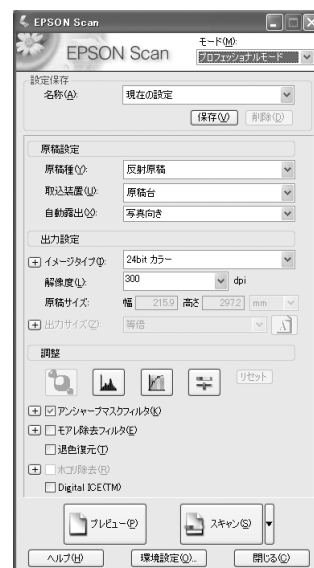 EPSON Scan
EPSON Scan
モード(M):
プロフェッショナルモード
設定保存
名称(A):
現在の設定
保存(V)
削除(D)
原稿設定
原稿種(Y):
反射原稿
取込装置(U):
原稿台
自動露出(X):
写真向き
出力設定
イメージタイプ(I):
24bit カラー
解像度(L):
300
dpi
原稿サイズ:
幅 215.9 高さ 297.2 mm
出力サイズ(Z):
等倍
調整
リセット
アンシャープマスクフィルタ(K)
モアレ除去フィルタ(E)
退色復元(T)
ホコリ除去(R)
Digital ICE(TM)
プレビュー(P)
スキャン(S)
ヘルプ(H)
環境設定(O)...
閉じる(C)